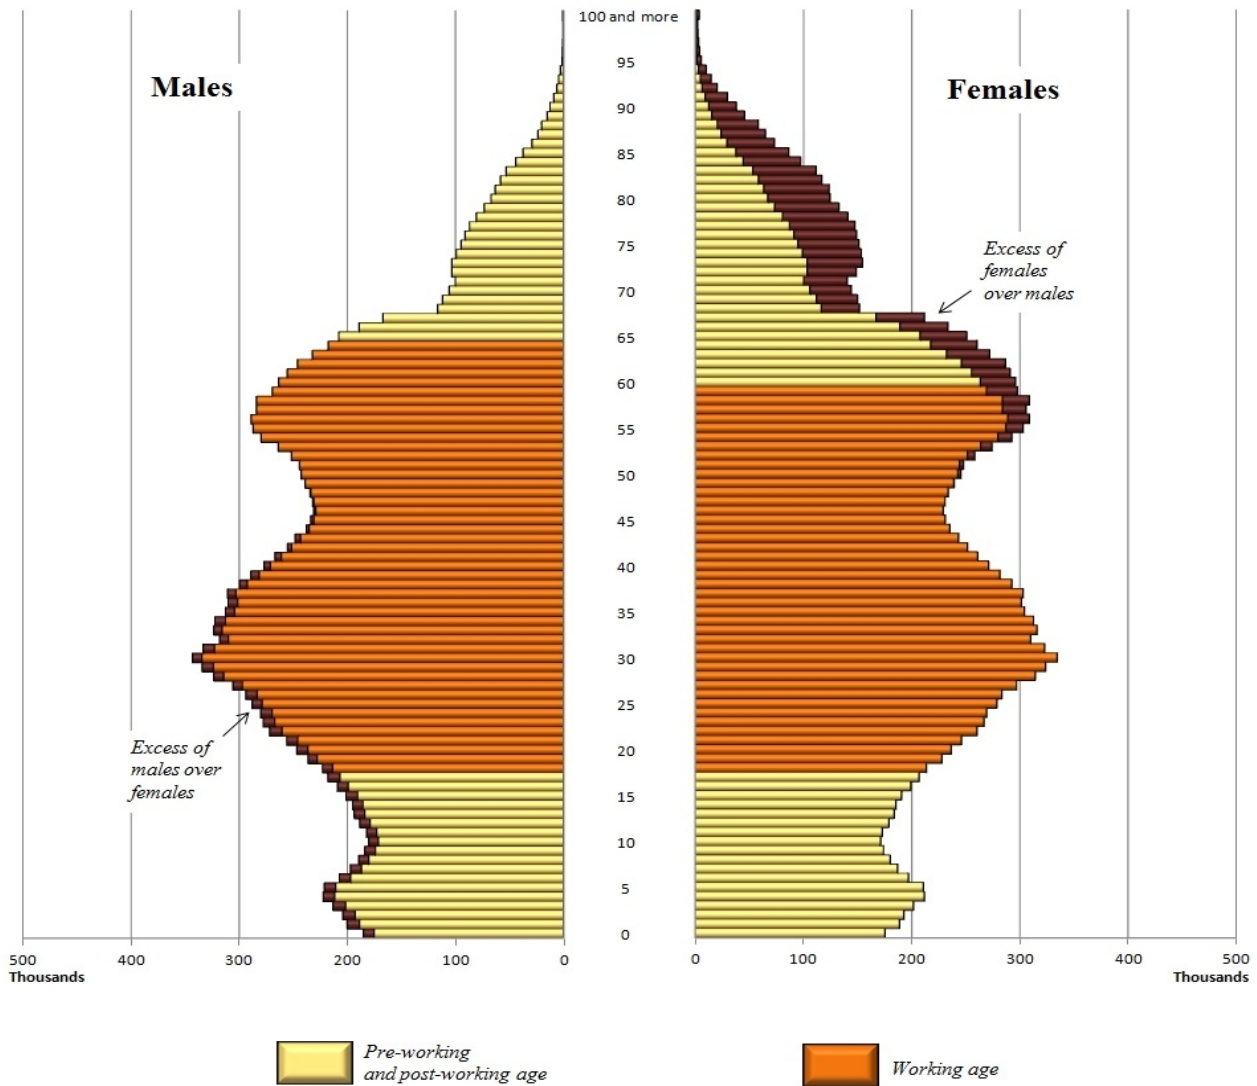 100 and more
Males
Females
95
90
85
80
75
70
65
60
55
50
45
40
35
30
25
20
15
10
5
0
Excess of
females
over males
Excess of
males over
females
500 400 300 200 100 0
0 100 200 300 400 500
Thousands
Thousands
Pre-working
and post-working age
Working age